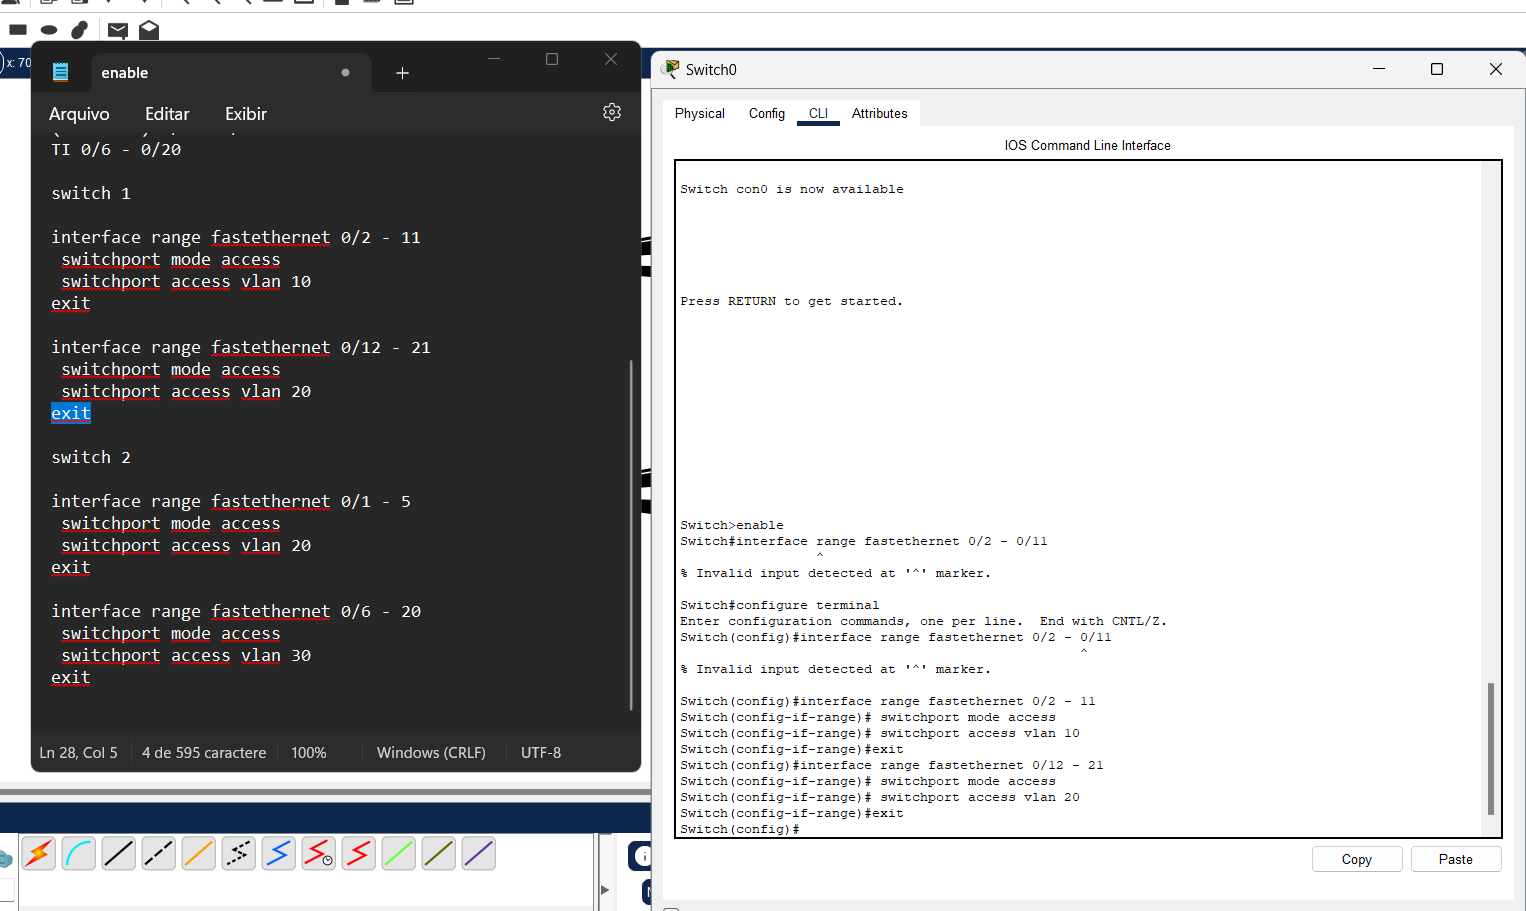 x: 70
enable
Arquivo Editar Exibir
TI 0/6 - 0/20
switch 1
interface range fastethernet 0/2 - 11
switchport mode access
switchport access vlan 10
exit
interface range fastethernet 0/12 - 21
switchport mode access
switchport access vlan 20
exit
switch 2
interface range fastethernet 0/1 - 5
switchport mode access
switchport access vlan 20
exit
interface range fastethernet 0/6 - 20
switchport mode access
switchport access vlan 30
exit
Ln 28, Col 5 4 de 595 caractere 100% Windows (CRLF) UTF-8
Switch0
Physical Config CLI Attributes
IOS Command Line Interface
Switch con0 is now available
Press RETURN to get started.
Switch>enable
Switch#interface range fastethernet 0/2 - 0/11
^
% Invalid input detected at '^' marker.
Switch#configure terminal
Enter configuration commands, one per line. End with CNTL/Z.
Switch(config)#interface range fastethernet 0/2 - 0/11
^
% Invalid input detected at '^' marker.
Switch(config)#interface range fastethernet 0/2 - 11
Switch(config-if-range)# switchport mode access
Switch(config-if-range)# switchport access vlan 10
Switch(config-if-range)#exit
Switch(config)#interface range fastethernet 0/12 - 21
Switch(config-if-range)# switchport mode access
Switch(config-if-range)# switchport access vlan 20
Switch(config-if-range)#exit
Switch(config)#
Copy Paste